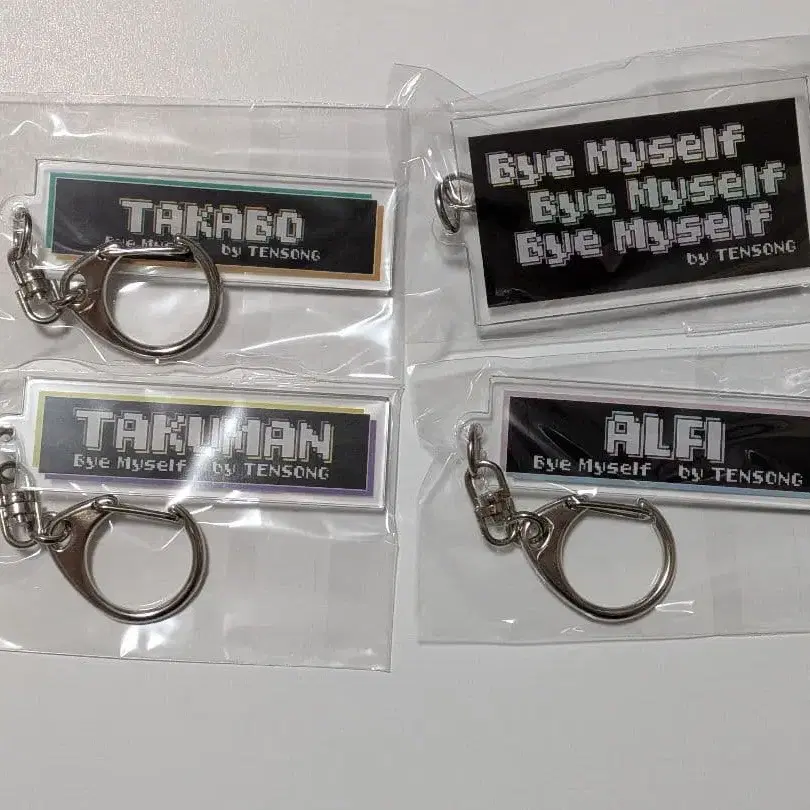 TAKABO
Bye Myself by TENSONG
Bye Myself
Bye Myself
Bye Myself
by TENSONG
TAKUMAN
Bye Myself by TENSONG
ALFI
Bye Myself by TENSONG